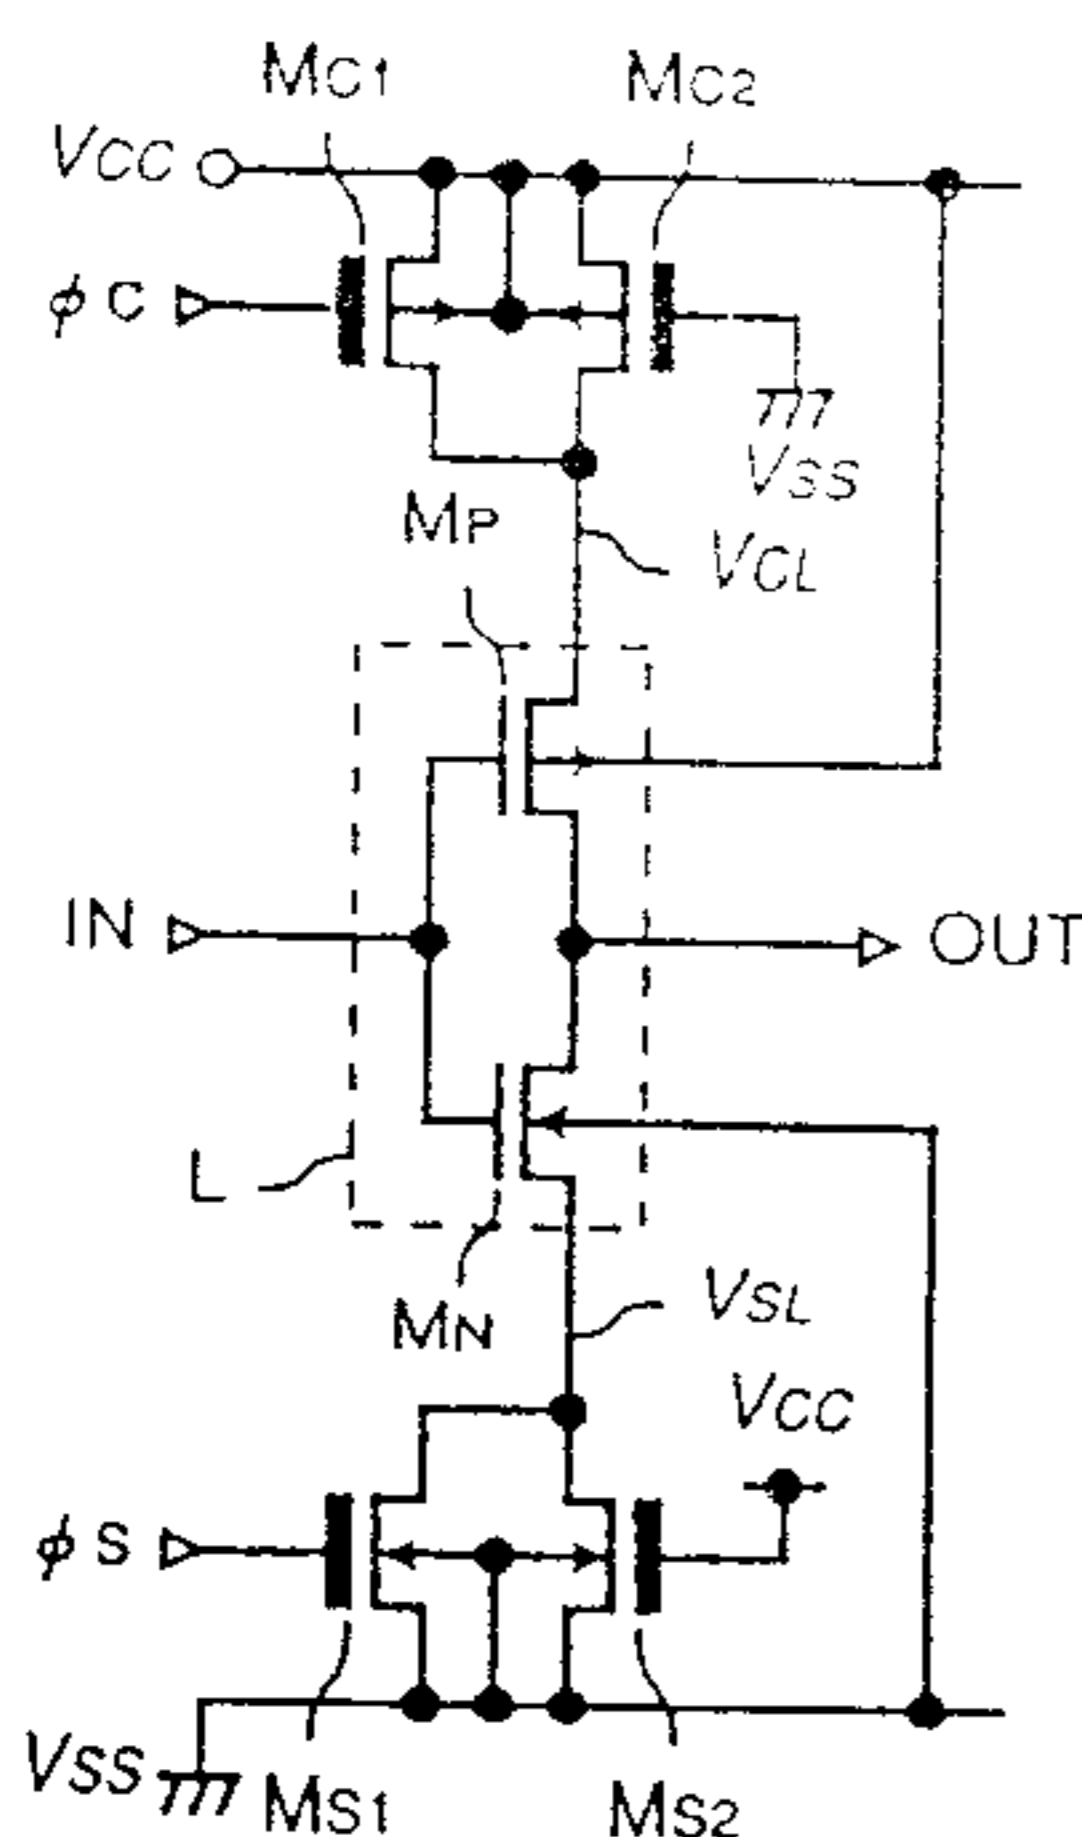 MC1 MC2
VCC
φC
VSS
MP
VCL
IN OUT
L
MN
VSL
VCC
φS
VSS
MS1 MS2